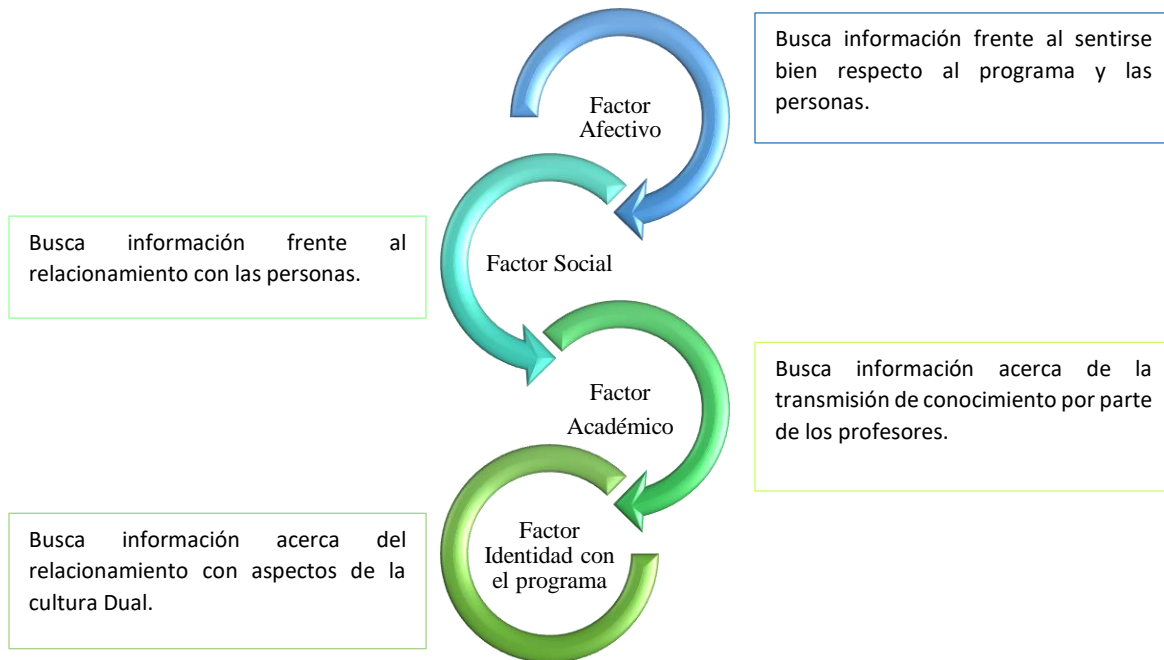 Busca información frente al sentirse
bien respecto al programa y las
personas.
Factor
Afectivo
Busca información frente al
relacionamiento con las personas.
Factor Social
Busca información acerca de la
transmisión de conocimiento por parte
de los profesores.
Factor
Académico
Busca información acerca del
relacionamiento con aspectos de la
cultura Dual.
Factor
Identidad con
el programa